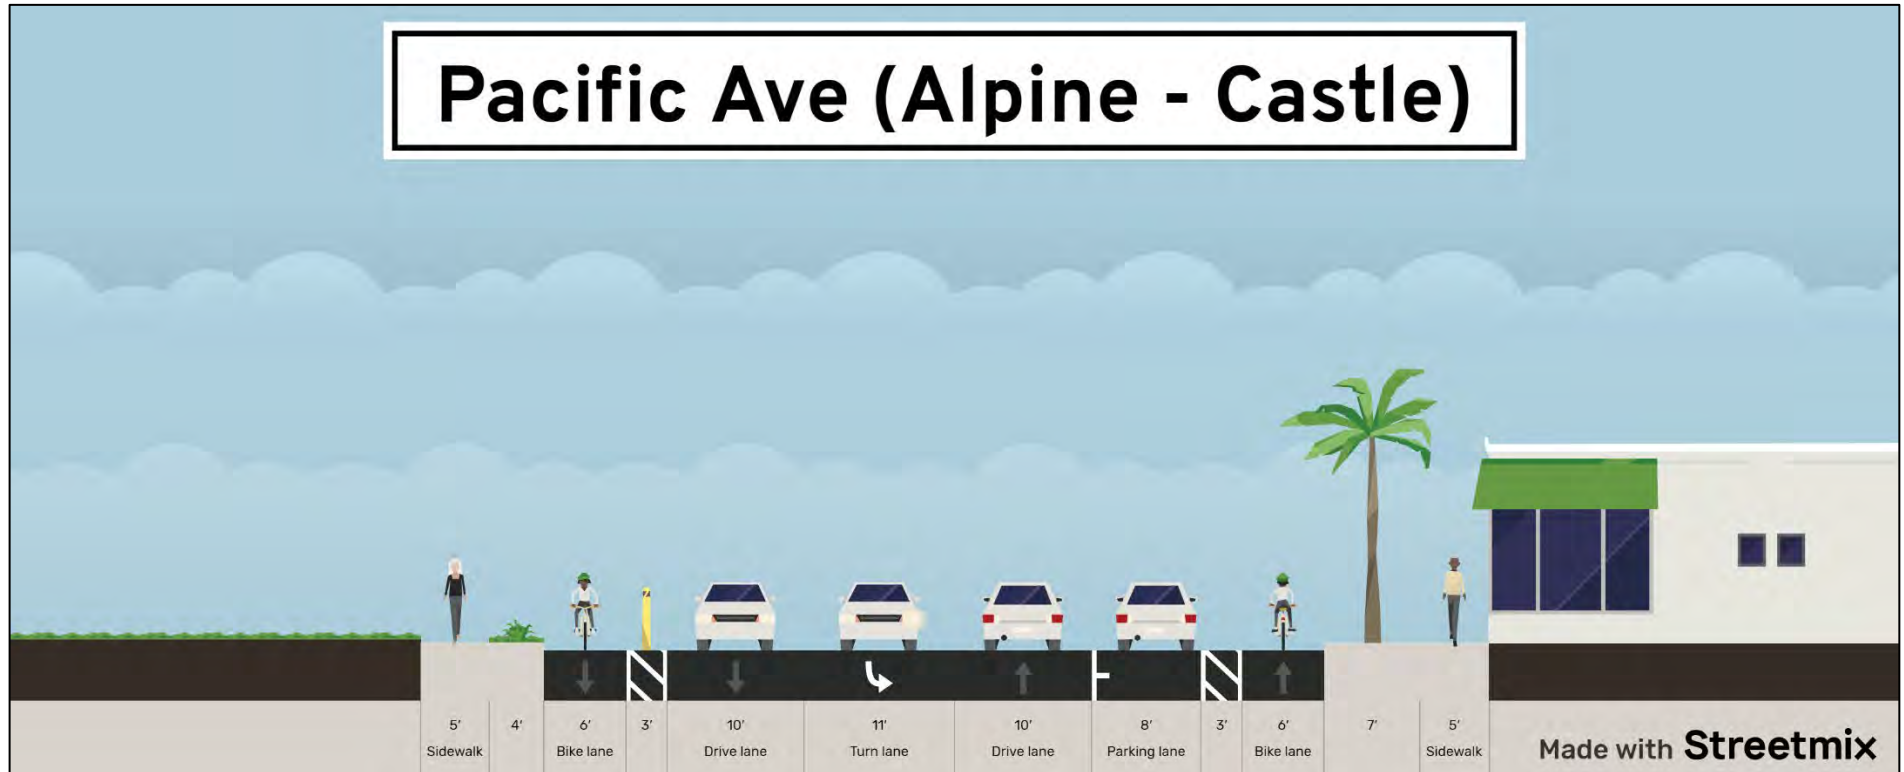 Pacific Ave (Alpine - Castle)
5' 4' 6' 3' 10' 11' 10' 8' 3' 6' 7' 5'
Sidewalk Bike lane Drive lane Turn lane Drive lane Parking lane Bike lane Sidewalk
Made with Streetmix